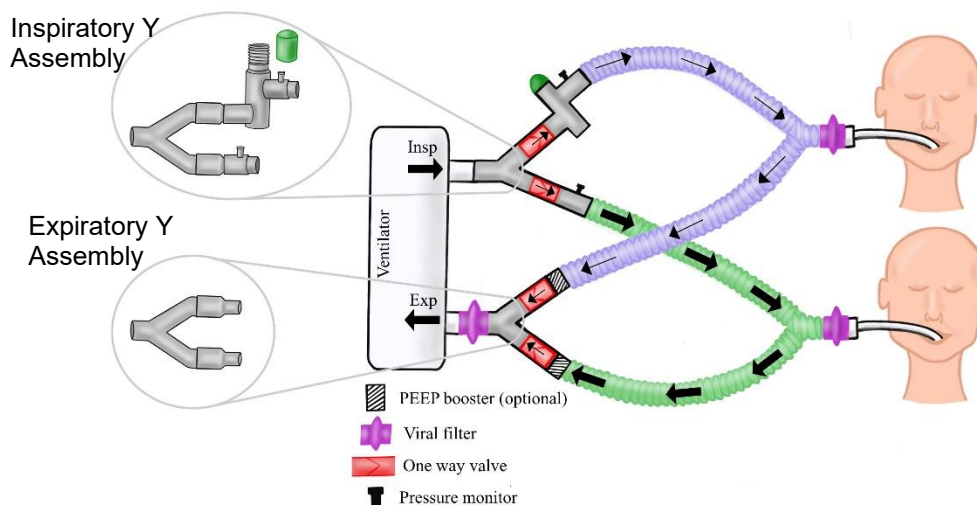 Inspiratory Y
Assembly
Insp
Ventilator
Expiratory Y
Assembly
Exp
PEEP booster (optional)
Viral filter
One way valve
Pressure monitor